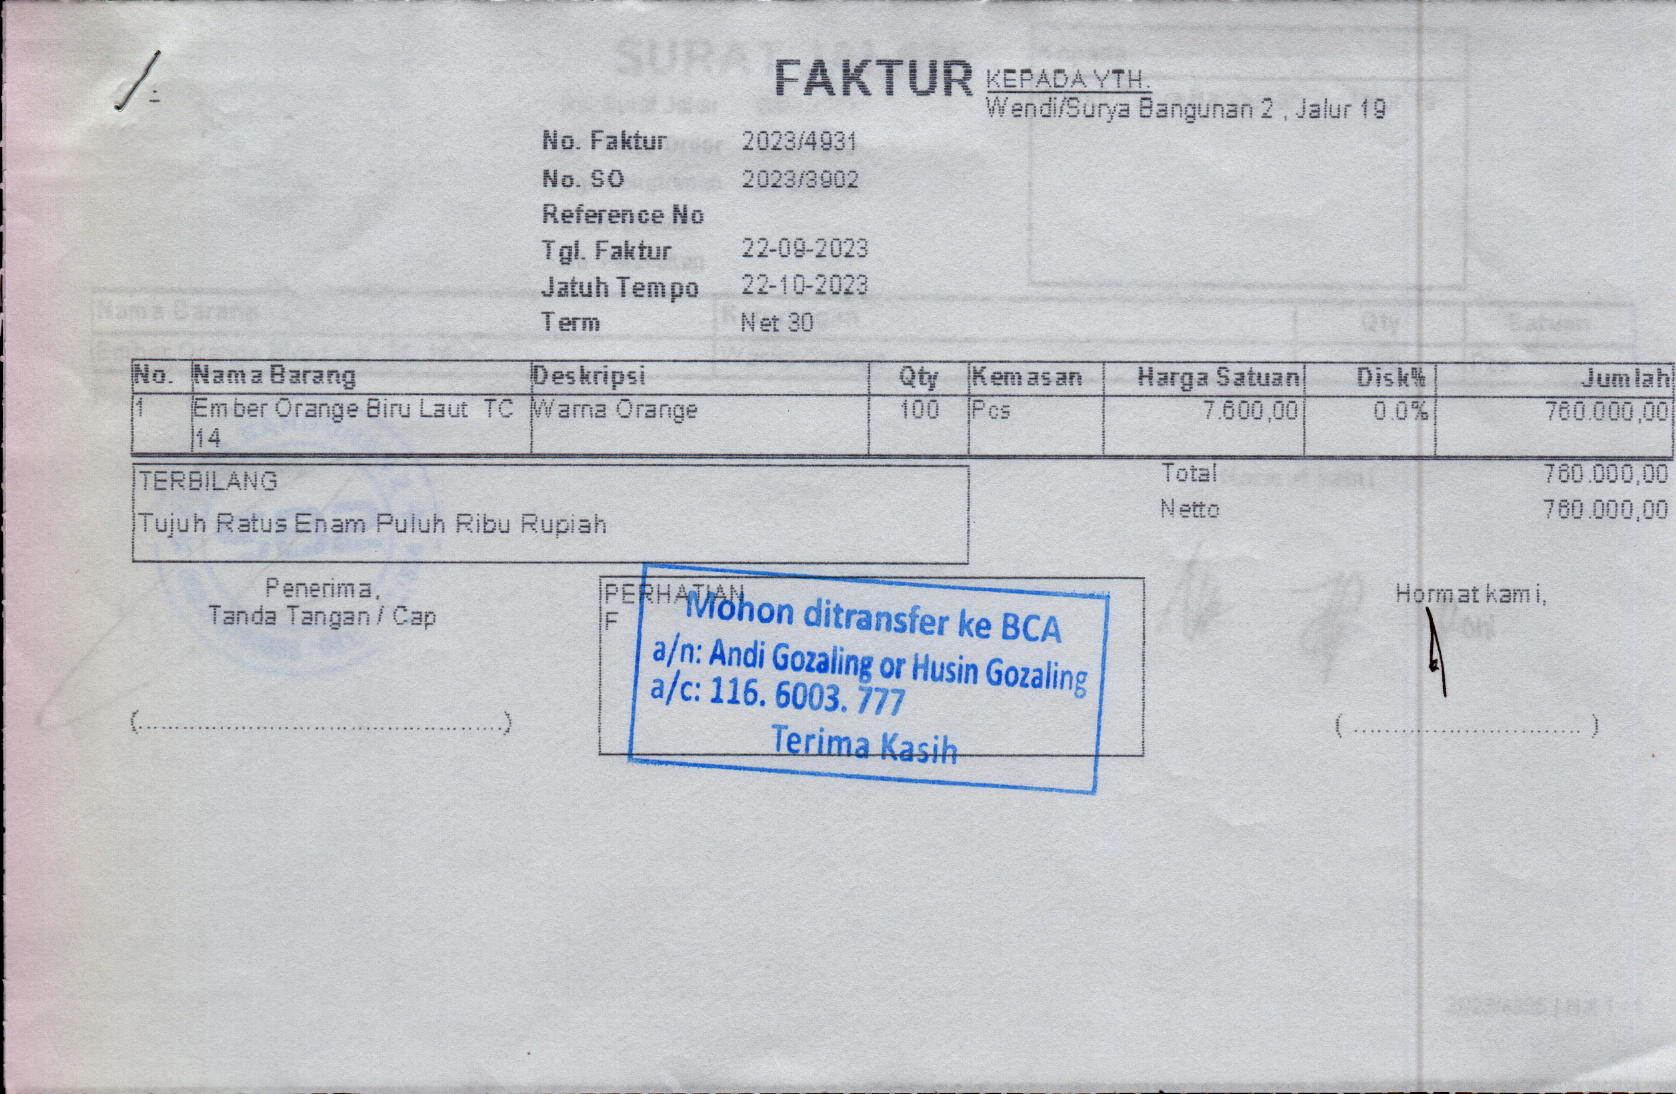 FAKTUR
KEPADA YTH.
Wendi/Surya Bangunan 2 , Jalur 19
No. Faktur 2023/4931
No. SO 2023/3902
Reference No
Tgl. Faktur 22-09-2023
Jatuh Tempo 22-10-2023
Term Net 30
No. Nama Barang Deskripsi Qty Kemasan Harga Satuan Disk% Jumlah
1 Ember Orange Biru Laut TC Warna Orange 100 Pcs 7.600,00 0.0% 760.000,00
14
TERBILANG Total 760.000,00
Tujuh Ratus Enam Puluh Ribu Rupiah Netto 760.000,00
Penerima,
Tanda Tangan / Cap
PERHATIAN
F
Mohon ditransfer ke BCA
a/n: Andi Gozaling or Husin Gozaling
a/c: 116. 6003. 777
Terima Kasih
Hormat kami,
(..............................................)
( ............................. )